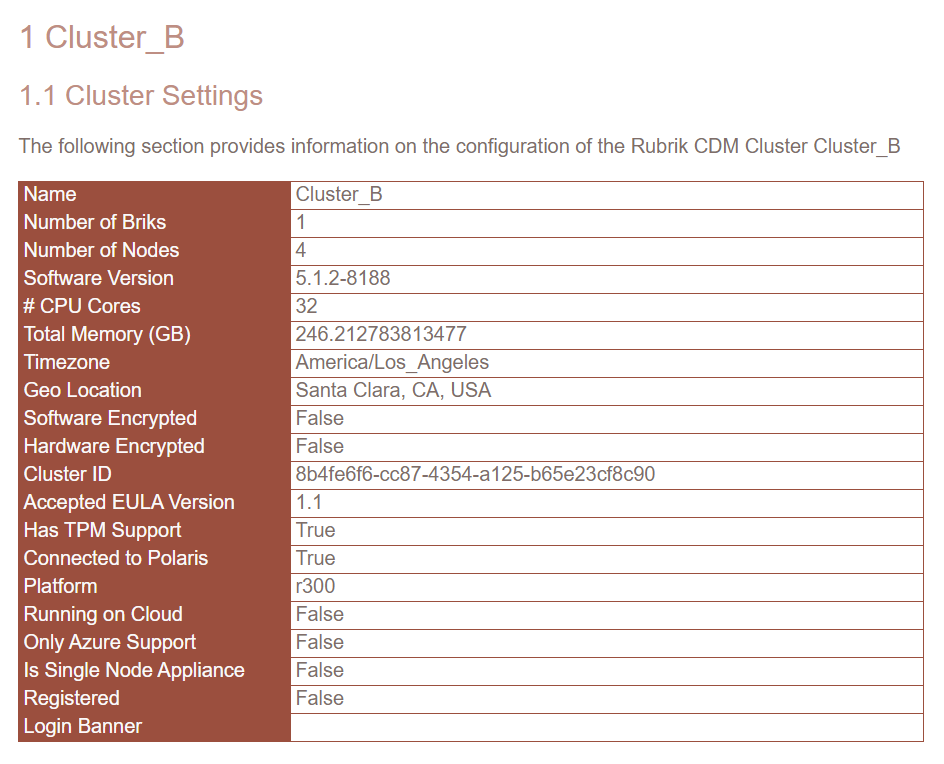 1 Cluster_B
1.1 Cluster Settings
The following section provides information on the configuration of the Rubrik CDM Cluster Cluster_B
Name Cluster_B
Number of Briks 1
Number of Nodes 4
Software Version 5.1.2-8188
# CPU Cores 32
Total Memory (GB) 246.212783813477
Timezone America/Los_Angeles
Geo Location Santa Clara, CA, USA
Software Encrypted False
Hardware Encrypted False
Cluster ID 8b4fe6f6-cc87-4354-a125-b65e23cf8c90
Accepted EULA Version 1.1
Has TPM Support True
Connected to Polaris True
Platform r300
Running on Cloud False
Only Azure Support False
Is Single Node Appliance False
Registered False
Login Banner